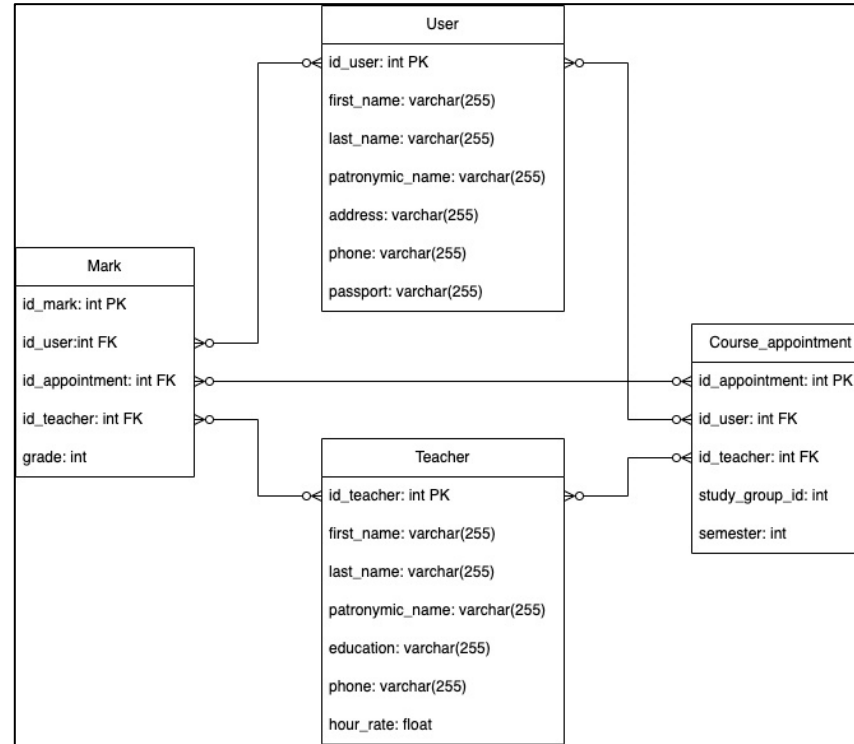 User
id_user: int PK
first_name: varchar(255)
last_name: varchar(255)
patronymic_name: varchar(255)
address: varchar(255)
phone: varchar(255)
passport: varchar(255)
Mark
id_mark: int PK
id_user:int FK
id_appointment: int FK
id_teacher: int FK
grade: int
Course_appointment
id_appointment: int PK
id_user: int FK
id_teacher: int FK
study_group_id: int
semester: int
Teacher
id_teacher: int PK
first_name: varchar(255)
last_name: varchar(255)
patronymic_name: varchar(255)
education: varchar(255)
phone: varchar(255)
hour_rate: float